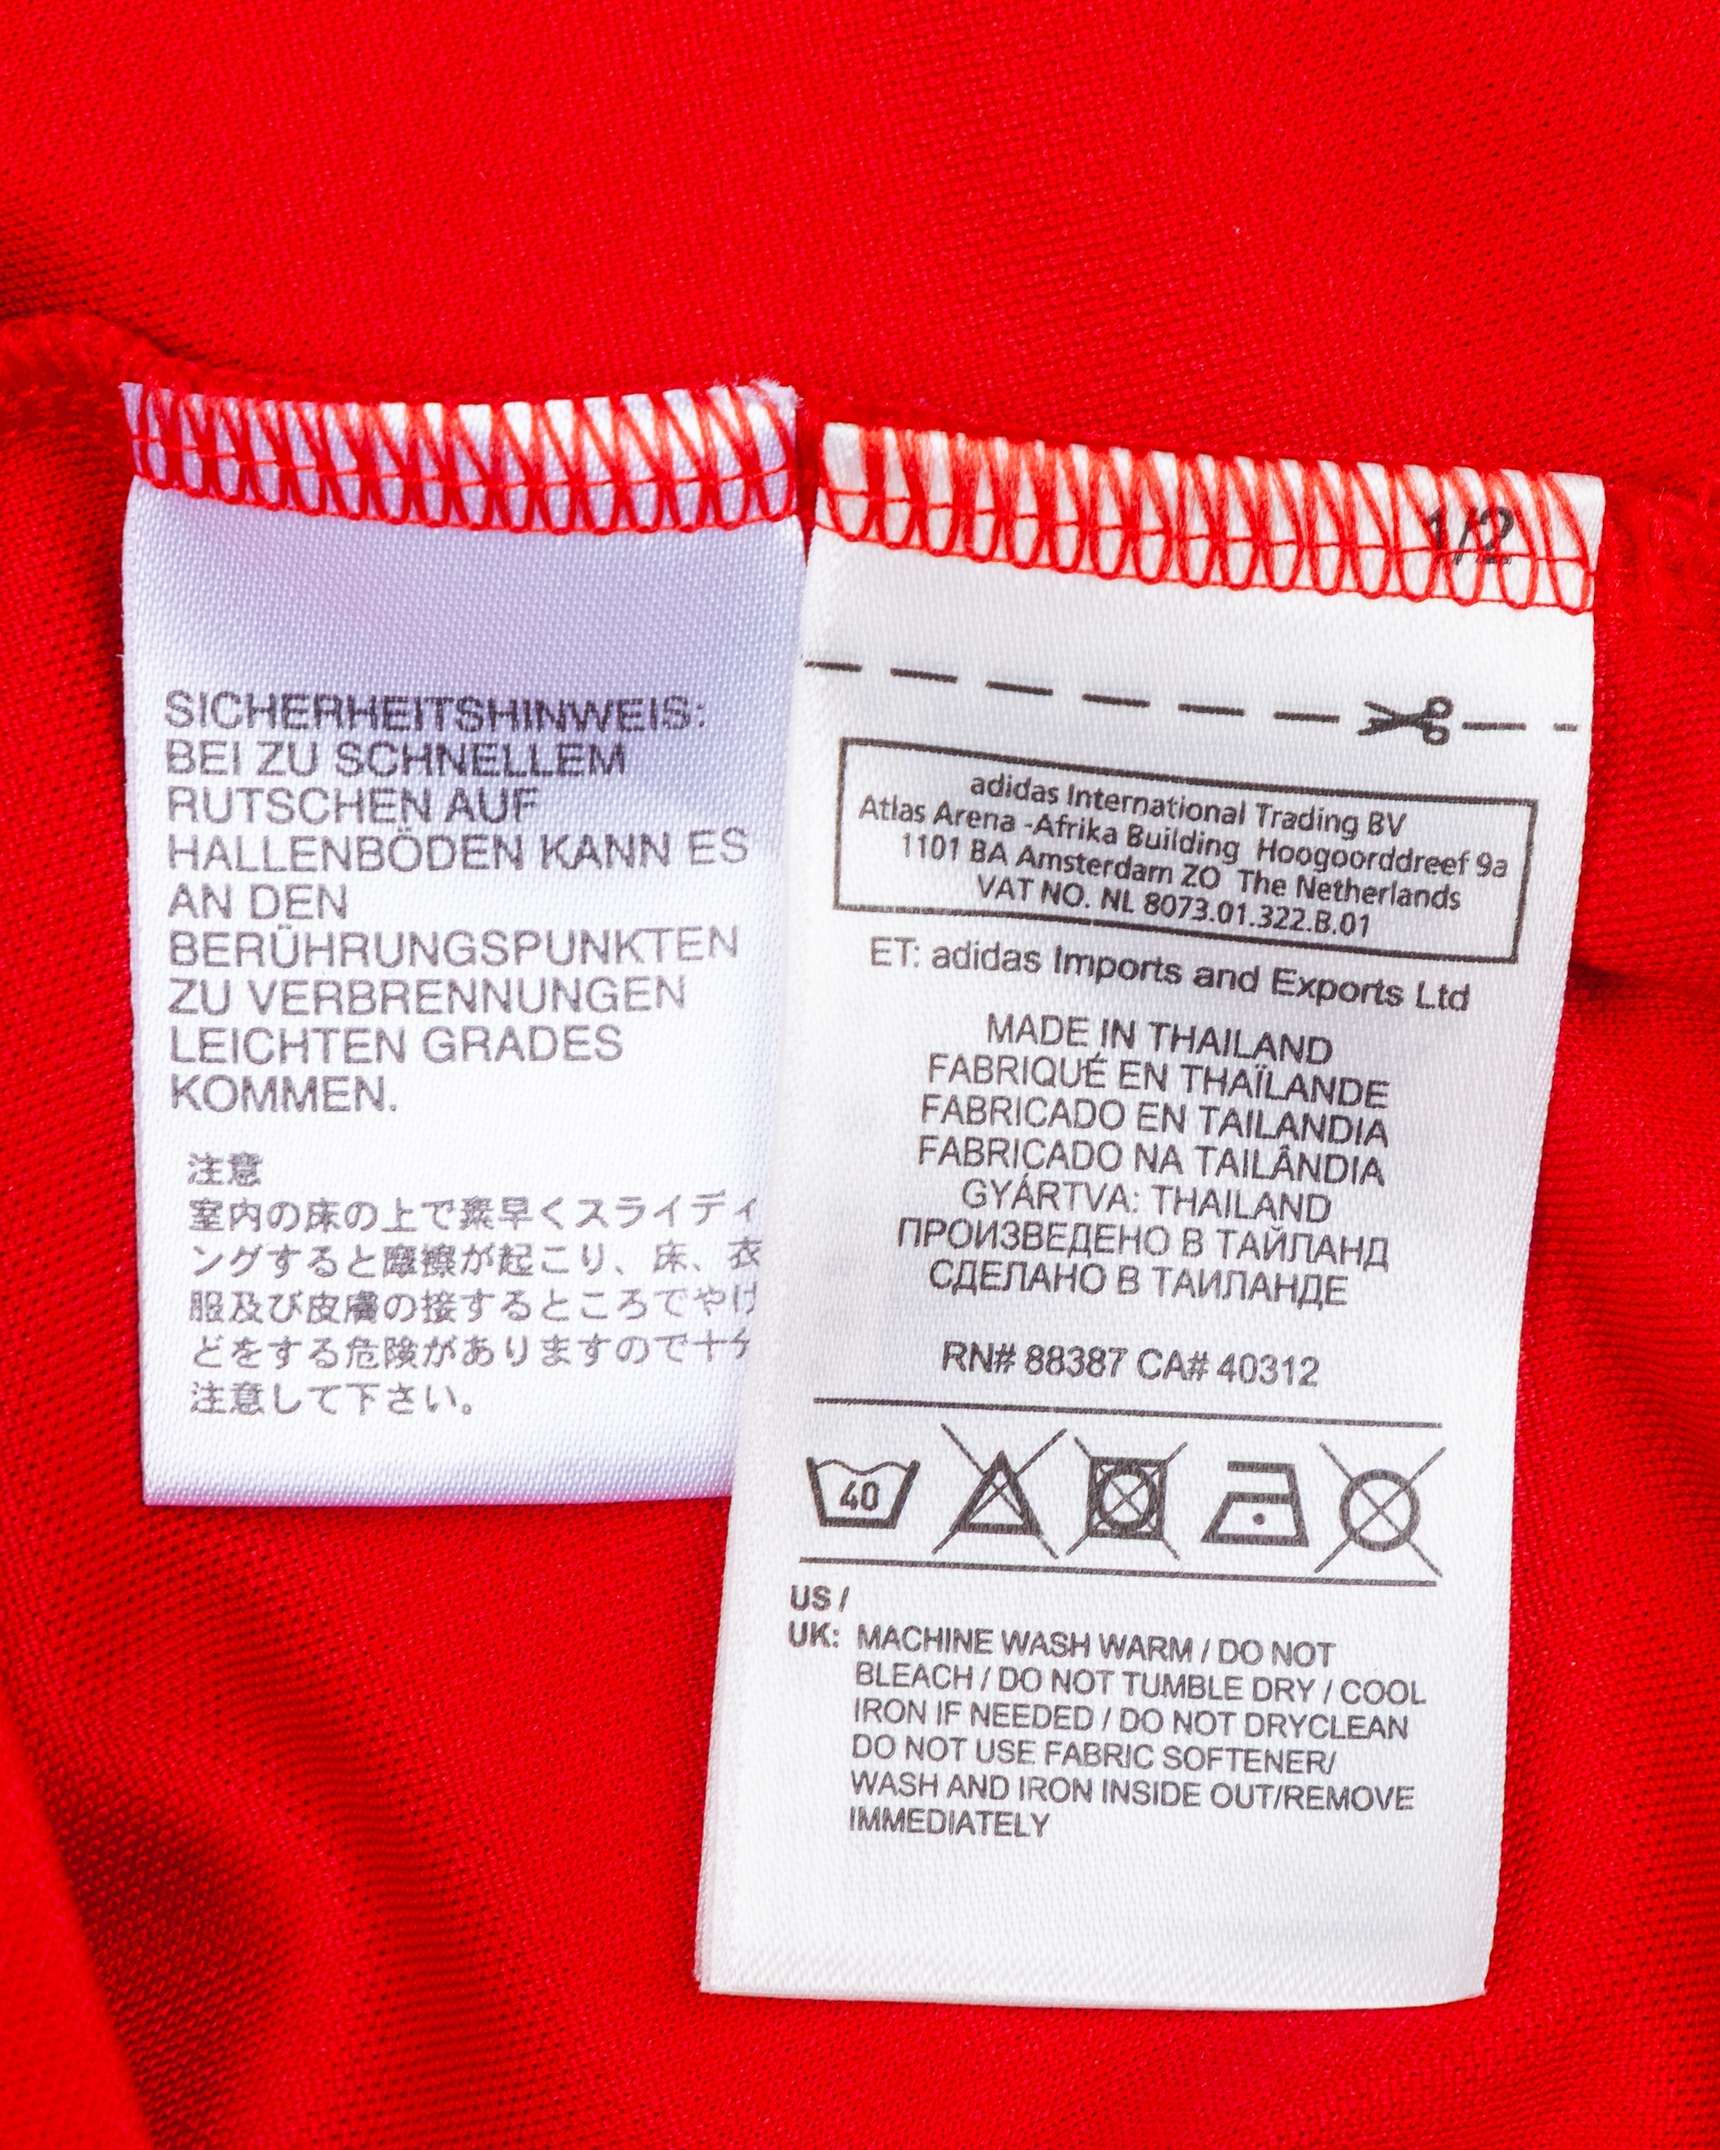 SICHERHEITSHINWEIS:
BEI ZU SCHNELLEM
RUTSCHEN AUF
HALLENBÖDEN KANN ES
AN DEN
BERÜHRUNGSPUNKTEN
ZU VERBRENNUNGEN
LEICHTEN GRADES
KOMMEN.
注意
室内の床の上で素早くスライディ
ングすると摩擦が起こり、床、衣
服及び皮膚の接するところでやけ
どをする危険がありますので十分
注意して下さい。
1/2
adidas International Trading BV
Atlas Arena -Afrika Building Hoogoorddreef 9a
1101 BA Amsterdam ZO The Netherlands
VAT NO. NL 8073.01.322.B.01
ET: adidas Imports and Exports Ltd
MADE IN THAILAND
FABRIQUÉ EN THAÏLANDE
FABRICADO EN TAILANDIA
FABRICADO NA TAILÂNDIA
GYÁRTVA: THAILAND
ПРОИЗВЕДЕНО В ТАЙЛАНД
СДЕЛАНО В ТАИЛАНДЕ
RN# 88387 CA# 40312
40
US /
UK: MACHINE WASH WARM / DO NOT
BLEACH / DO NOT TUMBLE DRY / COOL
IRON IF NEEDED / DO NOT DRYCLEAN
DO NOT USE FABRIC SOFTENER/
WASH AND IRON INSIDE OUT/REMOVE
IMMEDIATELY